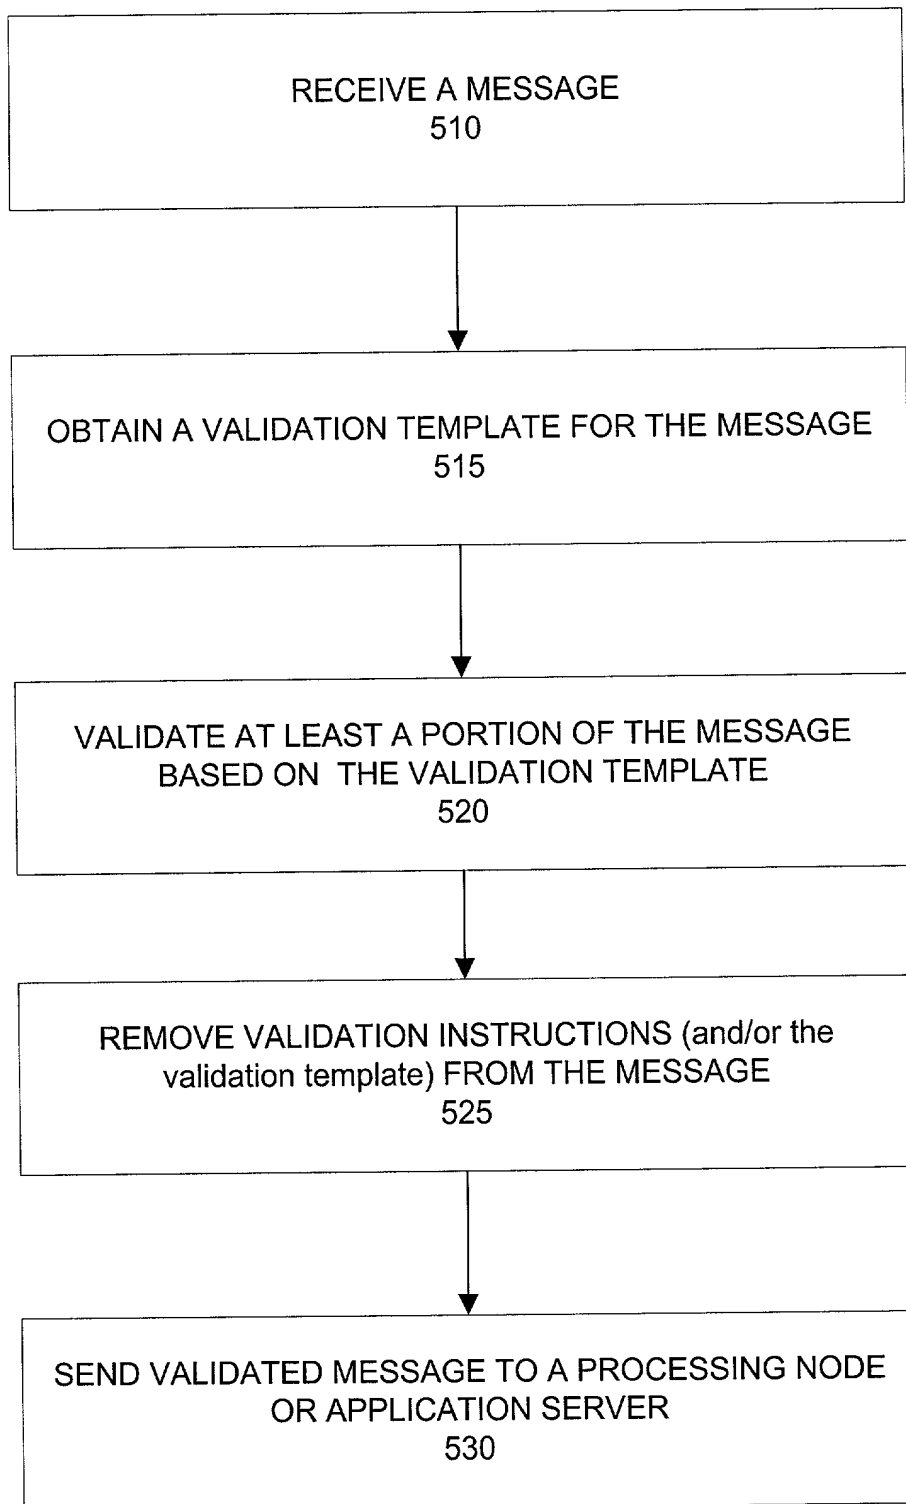 RECEIVE A MESSAGE
510
OBTAIN A VALIDATION TEMPLATE FOR THE MESSAGE
515
VALIDATE AT LEAST A PORTION OF THE MESSAGE
BASED ON THE VALIDATION TEMPLATE
520
REMOVE VALIDATION INSTRUCTIONS (and/or the
validation template) FROM THE MESSAGE
525
SEND VALIDATED MESSAGE TO A PROCESSING NODE
OR APPLICATION SERVER
530